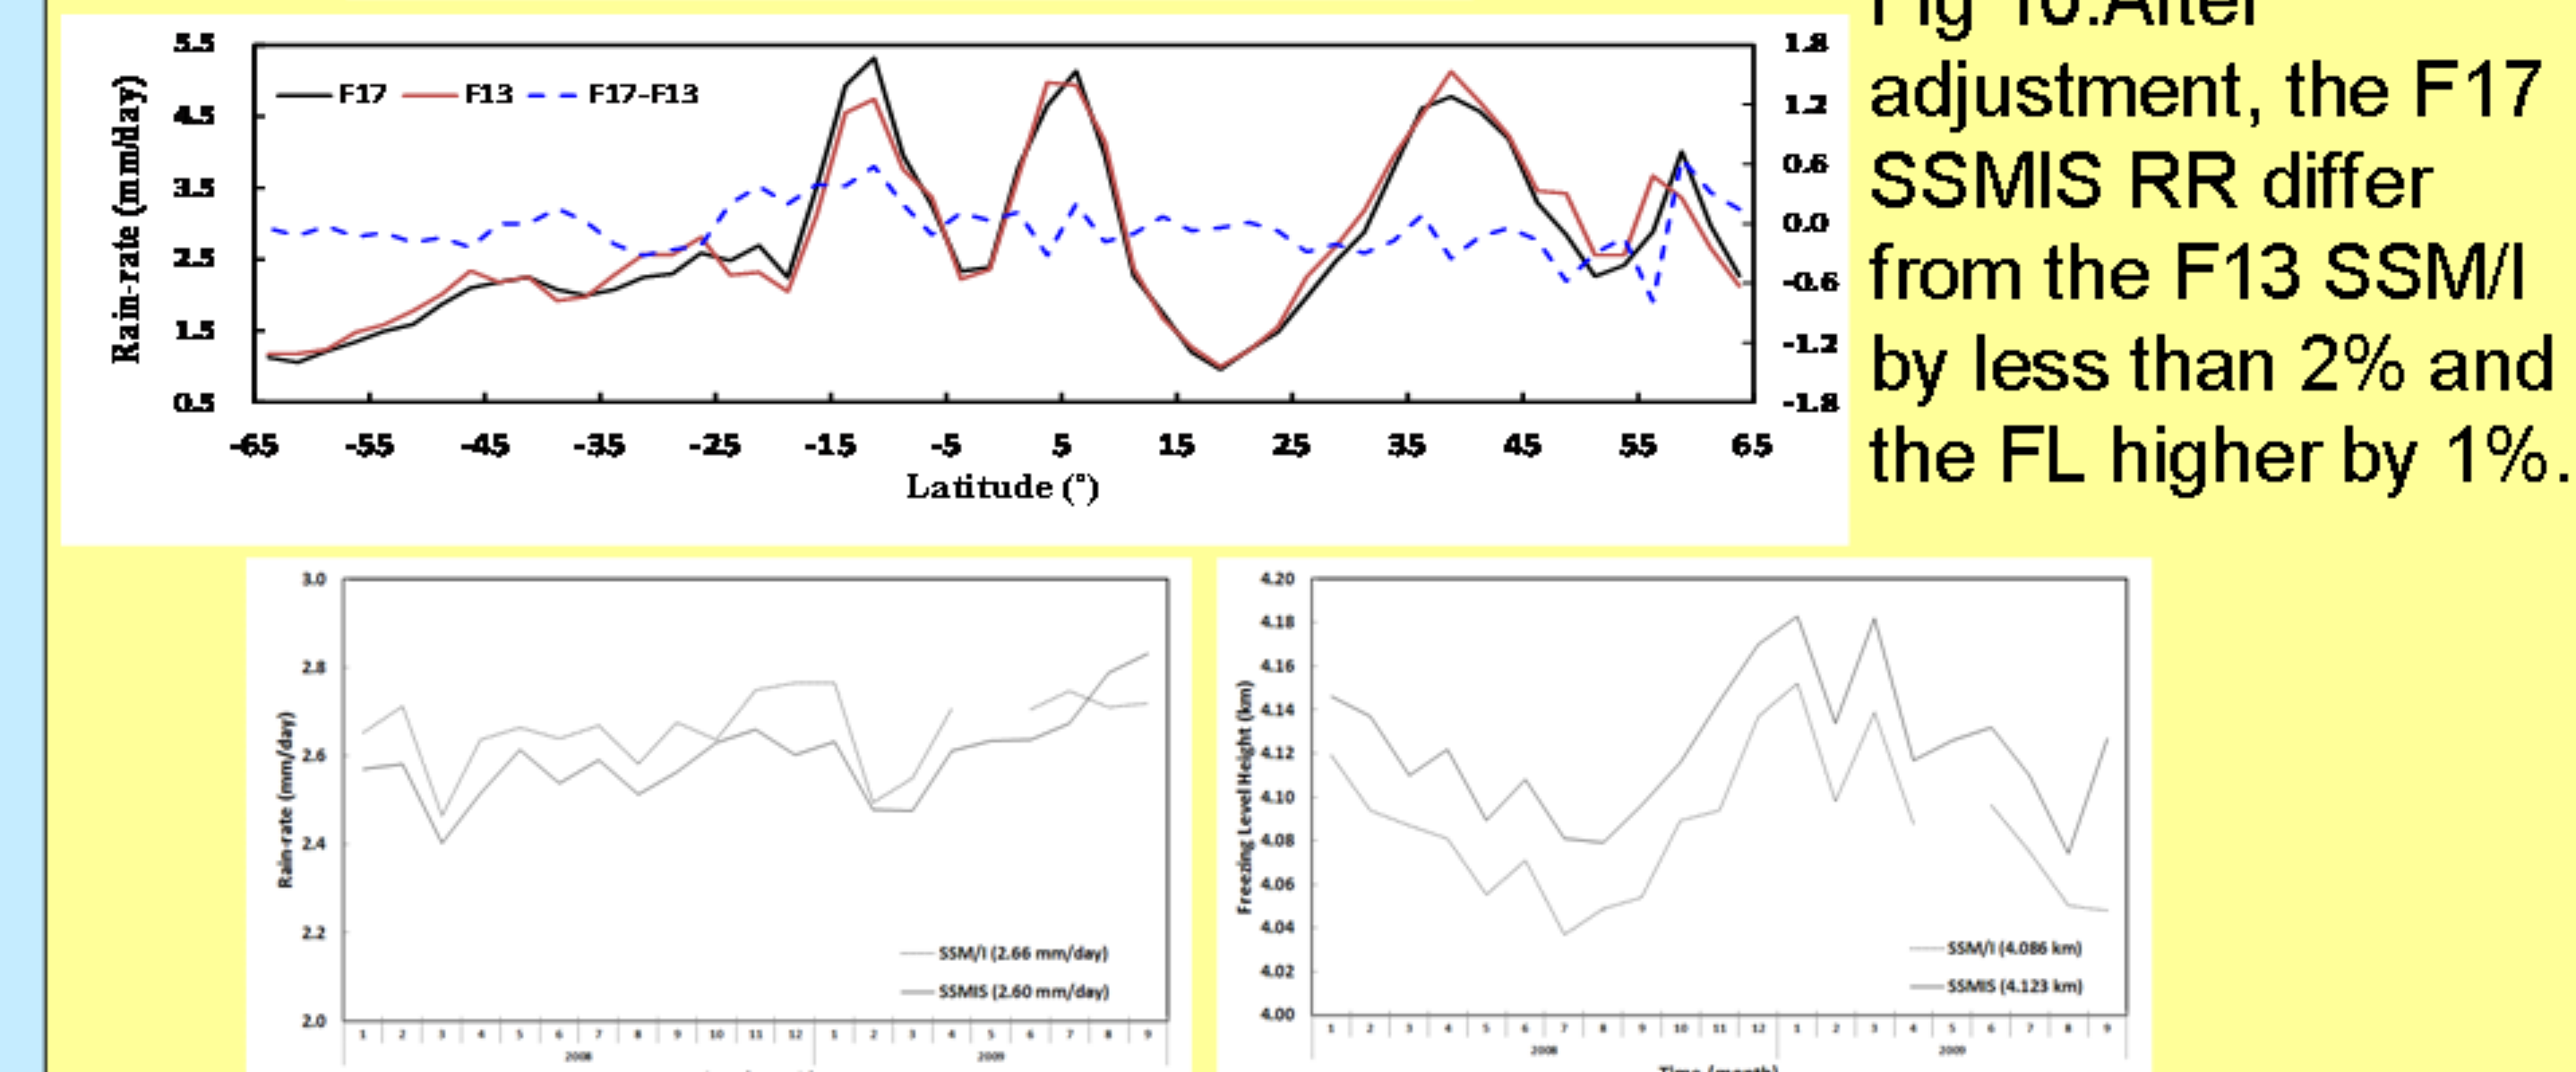 Fig 10.After
adjustment, the F17
SSMIS RR differ
from the F13 SSM/I
by less than 2% and
the FL higher by 1%.
5.5
4.5
3.5
2.5
1.5
0.5
Rain-rate (mm/day)
F17 F13 F17-F13
1.8
1.2
0.6
0.0
-0.6
-1.2
-1.8
-65 -55 -45 -35 -25 -15 -5 5 15 25 35 45 55 65
Latitude (°)
3.0
2.8
2.6
2.4
2.2
2.0
Rain-rate (mm/day)
SSM/I (2.66 mm/day)
SSMIS (2.60 mm/day)
1 2 3 4 5 6 7 8 9 10 11 12 1 2 3 4 5 6 7 8 9
2008 2009
4.20
4.18
4.16
4.14
4.12
4.10
4.08
4.06
4.04
4.02
4.00
Freezing Level Height (km)
SSM/I (4.086 km)
SSMIS (4.123 km)
1 2 3 4 5 6 7 8 9 10 11 12 1 2 3 4 5 6 7 8 9
2008 2009
Time (month)